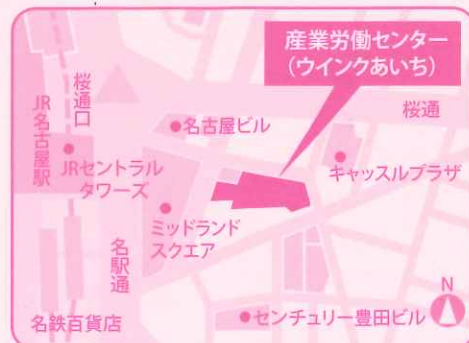 産業労働センター
(ウインクあいち)
桜通
桜通口
JR名古屋駅
名古屋ビル
JRセントラル
タワーズ
キャッスルプラザ
ミッドランド
スクエア
名駅通
名鉄百貨店
センチュリー豊田ビル
N